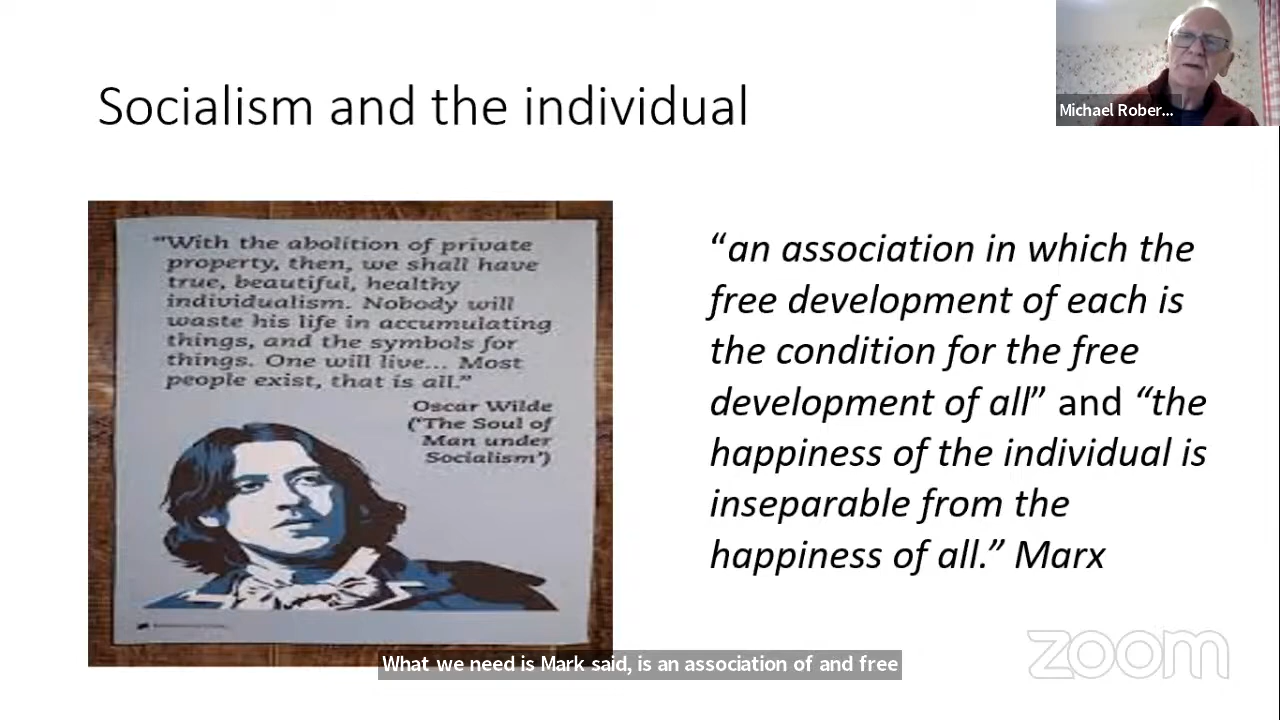 Socialism and the individual
Michael Rober...
"With the abolition of private
property, then, we shall have
true, beautiful, healthy
individualism. Nobody will
waste his life in accumulating
things, and the symbols for
things. One will live... Most
people exist, that is all."
Oscar Wilde
('The Soul of
Man under
Socialism')
“an association in which the
free development of each is
the condition for the free
development of all” and “the
happiness of the individual is
inseparable from the
happiness of all.” Marx
What we need is Mark said, is an association of and free
zoom